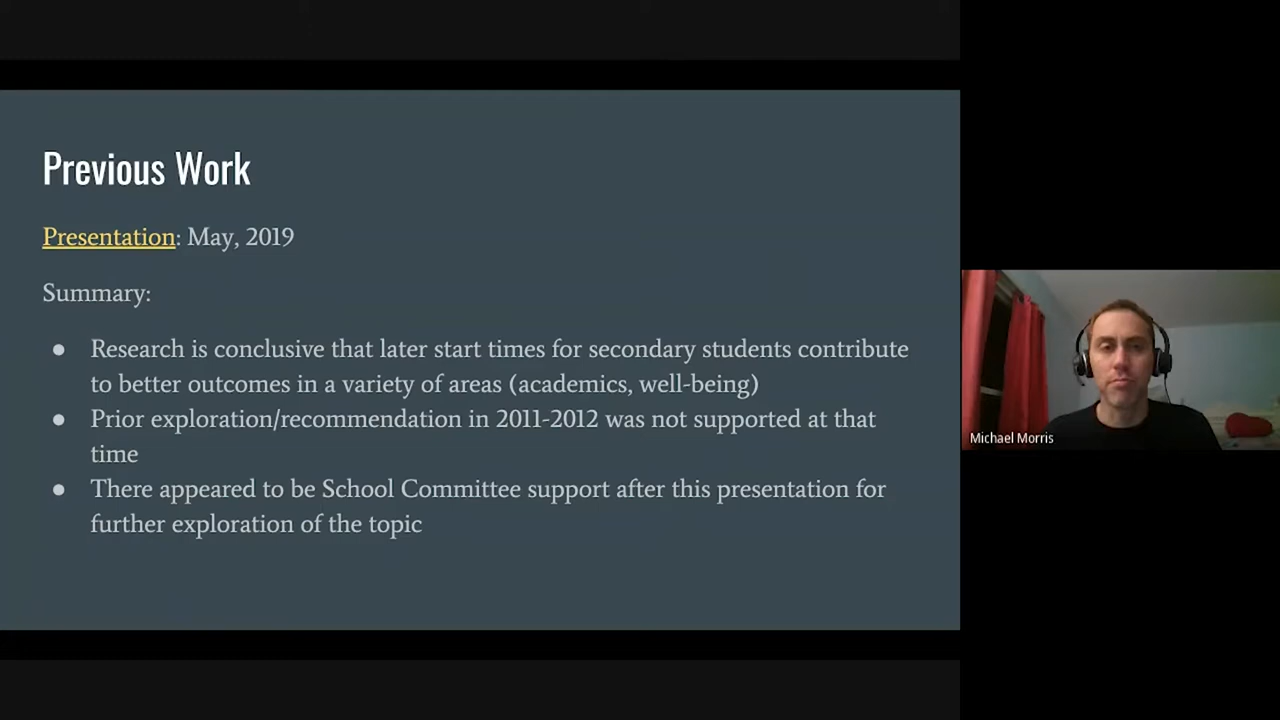 Previous Work
Presentation: May, 2019
Summary:
● Research is conclusive that later start times for secondary students contribute
to better outcomes in a variety of areas (academics, well-being)
● Prior exploration/recommendation in 2011-2012 was not supported at that
time
● There appeared to be School Committee support after this presentation for
further exploration of the topic
Michael Morris